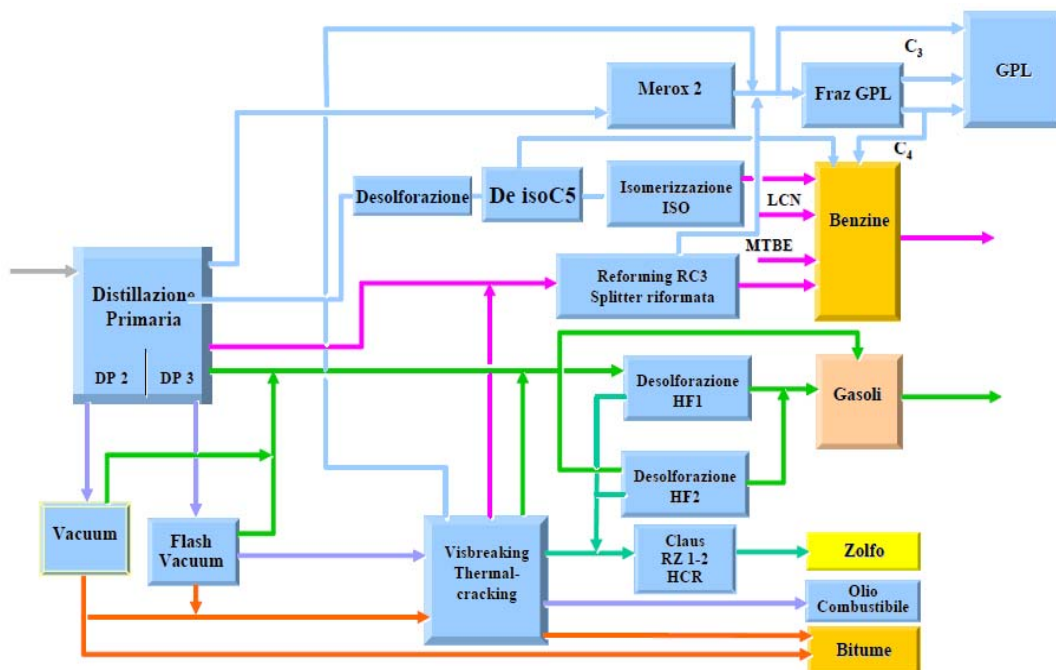 C3
GPL
Merox 2
Fraz GPL
C4
Desolforazione
De isoC5
Isomerizzazione
ISO
LCN
Benzine
MTBE
Distillazione
Primaria
DP 2
DP 3
Reforming RC3
Splitter riformata
Desolforazione
HF1
Gasoli
Desolforazione
HF2
Vacuum
Flash
Vacuum
Visbreaking
Thermal-
cracking
Claus
RZ 1-2
HCR
Zolfo
Olio
Combustibile
Bitume